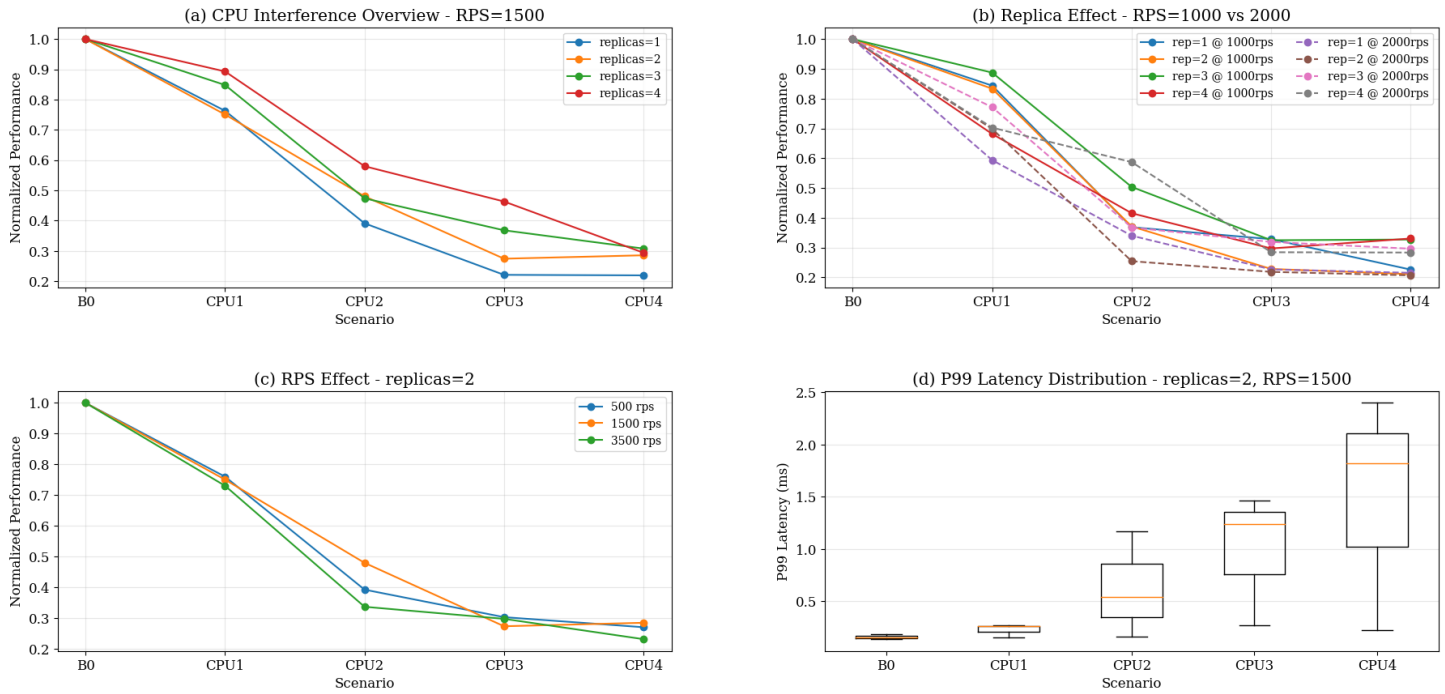 (a) CPU Interference Overview - RPS=1500
Normalized Performance
1.0
0.9
0.8
0.7
0.6
0.5
0.4
0.3
0.2
replicas=1
replicas=2
replicas=3
replicas=4
B0 CPU1 CPU2 CPU3 CPU4
Scenario
(b) Replica Effect - RPS=1000 vs 2000
Normalized Performance
1.0
0.9
0.8
0.7
0.6
0.5
0.4
0.3
0.2
rep=1 @ 1000rps rep=1 @ 2000rps
rep=2 @ 1000rps rep=2 @ 2000rps
rep=3 @ 1000rps rep=3 @ 2000rps
rep=4 @ 1000rps rep=4 @ 2000rps
B0 CPU1 CPU2 CPU3 CPU4
Scenario
(c) RPS Effect - replicas=2
Normalized Performance
1.0
0.9
0.8
0.7
0.6
0.5
0.4
0.3
0.2
500 rps
1500 rps
3500 rps
B0 CPU1 CPU2 CPU3 CPU4
Scenario
(d) P99 Latency Distribution - replicas=2, RPS=1500
P99 Latency (ms)
2.5
2.0
1.5
1.0
0.5
B0 CPU1 CPU2 CPU3 CPU4
Scenario